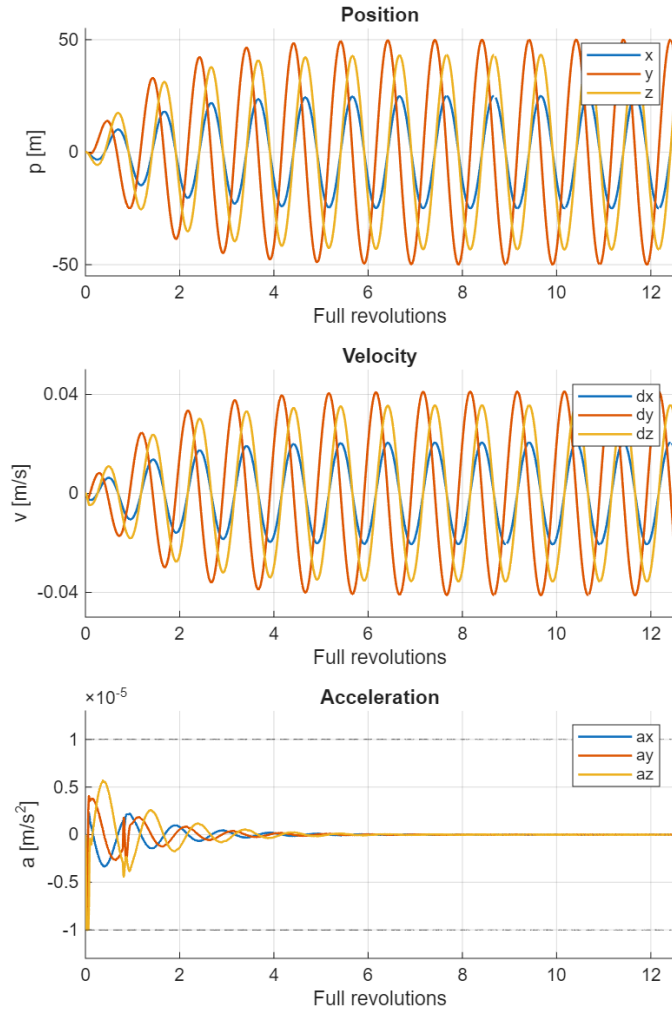 Position
50
0
-50
p [m]
x
y
z
0 2 4 6 8 10 12
Full revolutions
Velocity
0.04
0
-0.04
v [m/s]
dx
dy
dz
0 2 4 6 8 10 12
Full revolutions
×10⁻⁵
Acceleration
1
0.5
0
-0.5
-1
a [m/s²]
ax
ay
az
0 2 4 6 8 10 12
Full revolutions